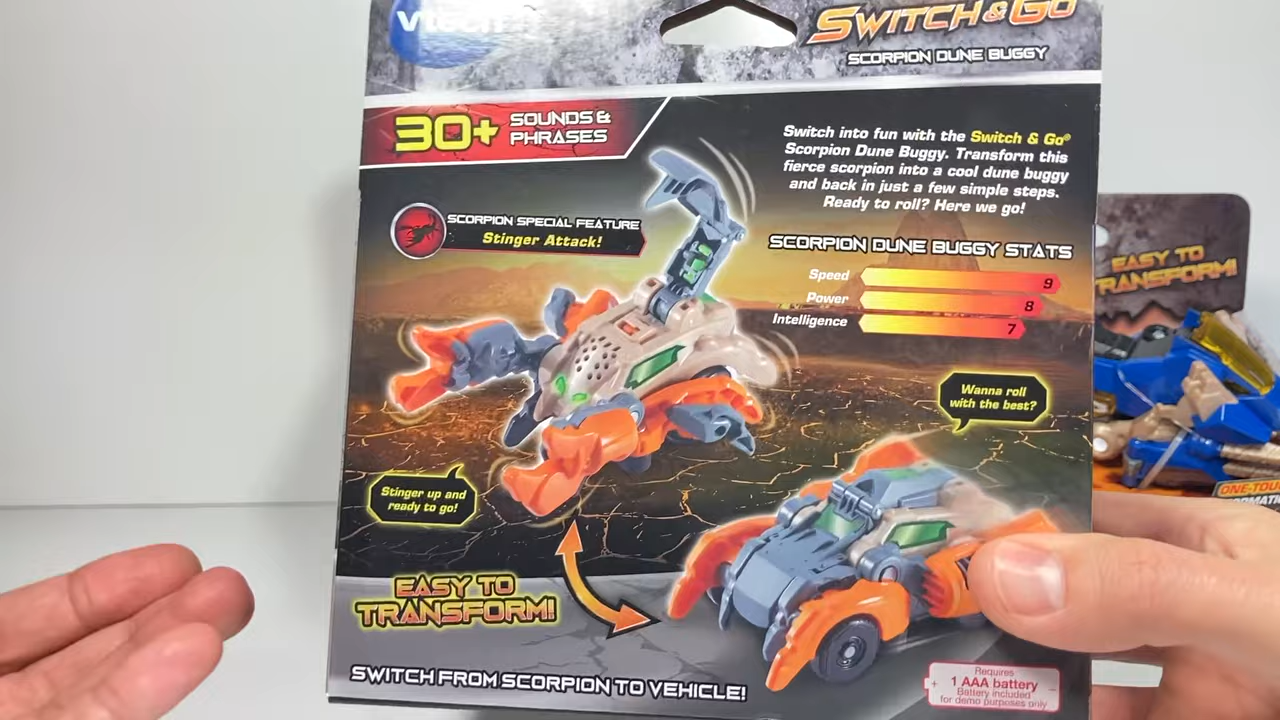 vtech
SWITCH & GO
SCORPION DUNE BUGGY
30+ SOUNDS &
PHRASES
Switch into fun with the Switch & Go®
Scorpion Dune Buggy. Transform this
fierce scorpion into a cool dune buggy
and back in just a few simple steps.
Ready to roll? Here we go!
SCORPION SPECIAL FEATURE
Stinger Attack!
SCORPION DUNE BUGGY STATS
Speed 9
Power 8
Intelligence 7
EASY TO
TRANSFORM!
Wanna roll
with the best?
Stinger up and
ready to go!
EASY TO
TRANSFORM!
SWITCH FROM SCORPION TO VEHICLE!
Requires
1 AAA battery
Battery included
for demo purposes only